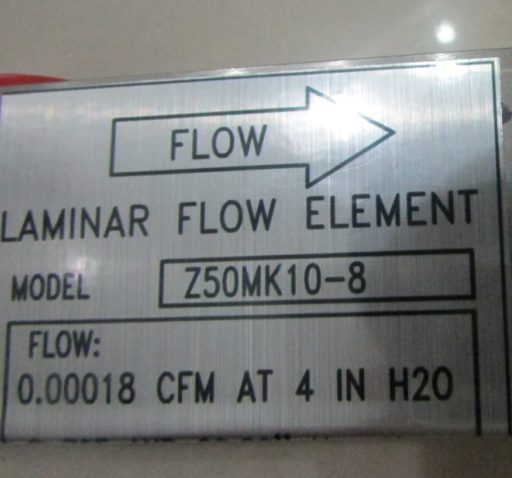 FLOW
LAMINAR FLOW ELEMENT
MODEL Z50MK10-8
FLOW:
0.00018 CFM AT 4 IN H2O